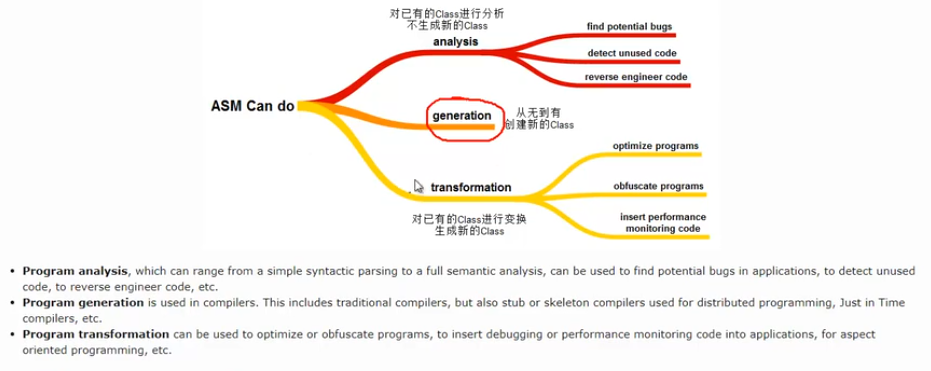 对已有的Class进行分析
不生成新的Class
analysis
find potential bugs
detect unused code
reverse engineer code
ASM Can do
generation
从无到有
创建新的Class
transformation
optimize programs
obfuscate programs
insert performance
monitoring code
对已有的Class进行变换
生成新的Class
• Program analysis, which can range from a simple syntactic parsing to a full semantic analysis, can be used to find potential bugs in applications, to detect unused
code, to reverse engineer code, etc.
• Program generation is used in compilers. This includes traditional compilers, but also stub or skeleton compilers used for distributed programming, Just in Time
compilers, etc.
• Program transformation can be used to optimize or obfuscate programs, to insert debugging or performance monitoring code into applications, for aspect
oriented programming, etc.